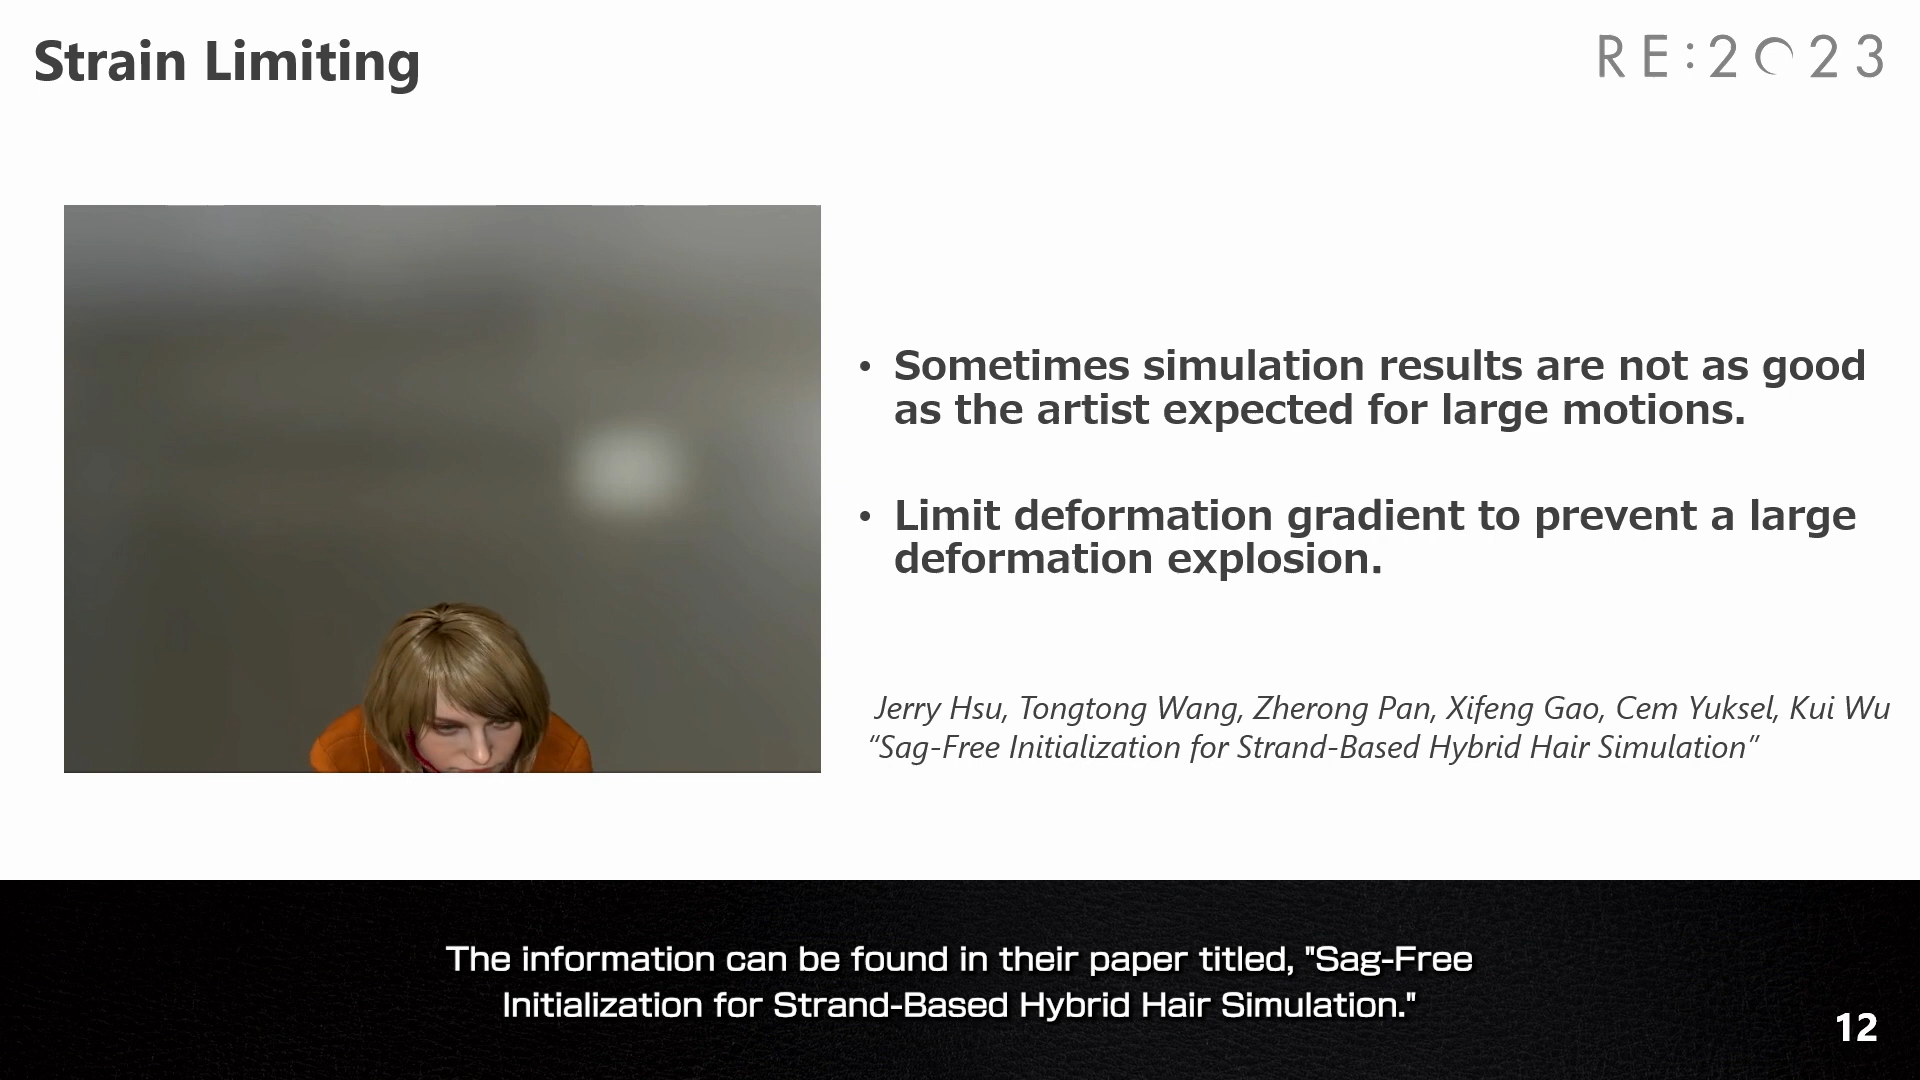 Strain Limiting
RE:2023
• Sometimes simulation results are not as good
as the artist expected for large motions.
• Limit deformation gradient to prevent a large
deformation explosion.
Jerry Hsu, Tongtong Wang, Zherong Pan, Xifeng Gao, Cem Yuksel, Kui Wu
“Sag-Free Initialization for Strand-Based Hybrid Hair Simulation”
The information can be found in their paper titled, "Sag-Free
Initialization for Strand-Based Hybrid Hair Simulation."
12